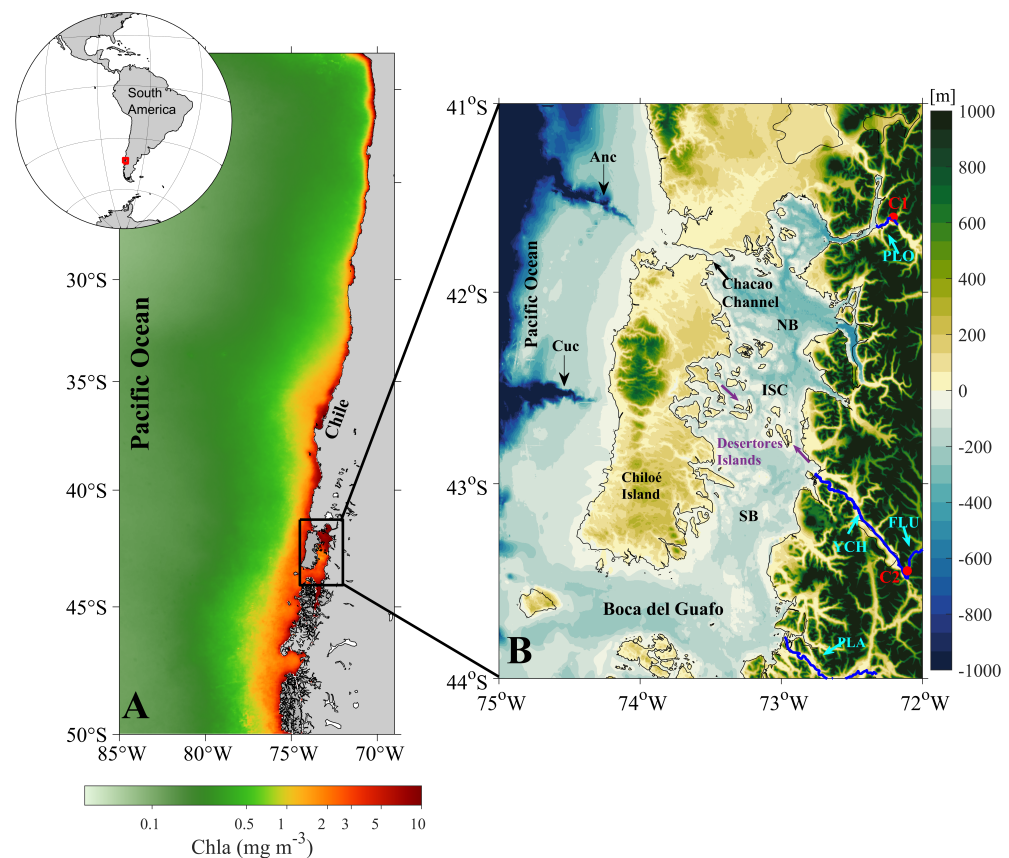 South
America
30°S
35°S
40°S
45°S
50°S
85°W
80°W
75°W
70°W
Pacific Ocean
Chile
A
0.1
0.5
1
2
3
5
10
Chla (mg m-3)
41°S
42°S
43°S
44°S
75°W
74°W
73°W
72°W
Anc
Pacific Ocean
Cuc
Chacao
Channel
NB
ISC
Desertores
Islands
Chiloé
Island
SB
Boca del Guafo
B
C1
PLO
FLU
YCH
C2
PLA
[m]
1000
800
600
400
200
0
-200
-400
-600
-800
-1000